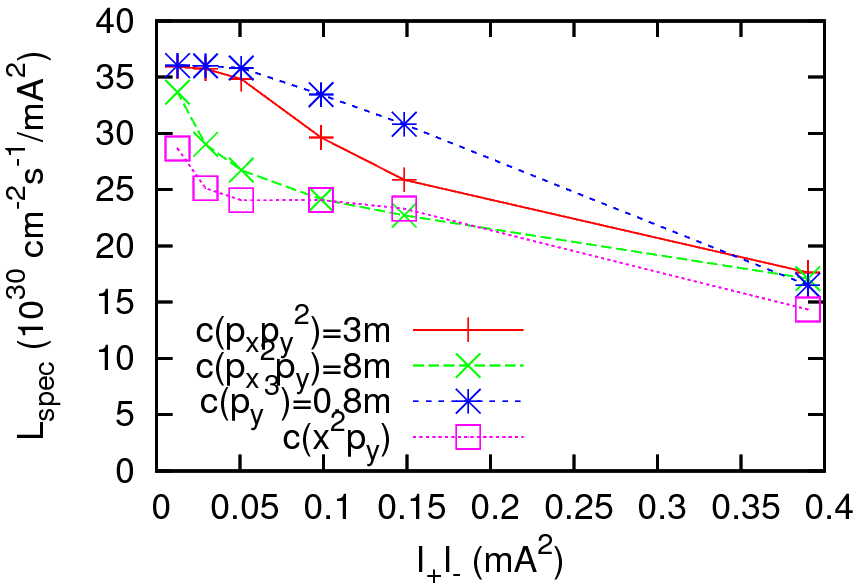 40
35
30
25
20
15
10
5
0
L_spec (10^30 cm^-2 s^-1/mA^2)
c(p_x p_y^2)=3m
c(p_x^2 p_y)=8m
c(p_y^3)=0.8m
c(x^2 p_y)
0 0.05 0.1 0.15 0.2 0.25 0.3 0.35 0.4
I_+ I_- (mA^2)